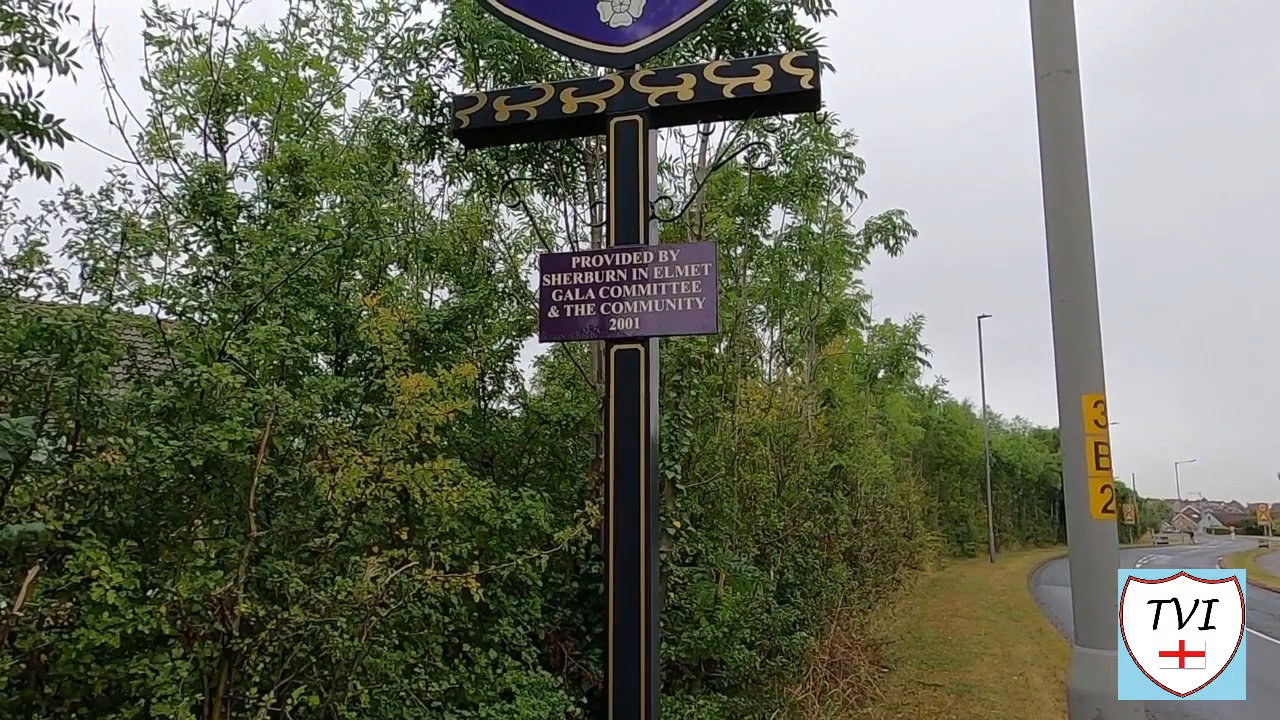 PROVIDED BY
SHERBURN IN ELMET
GALA COMMITTEE
& THE COMMUNITY
2001
3
B
2
TVI